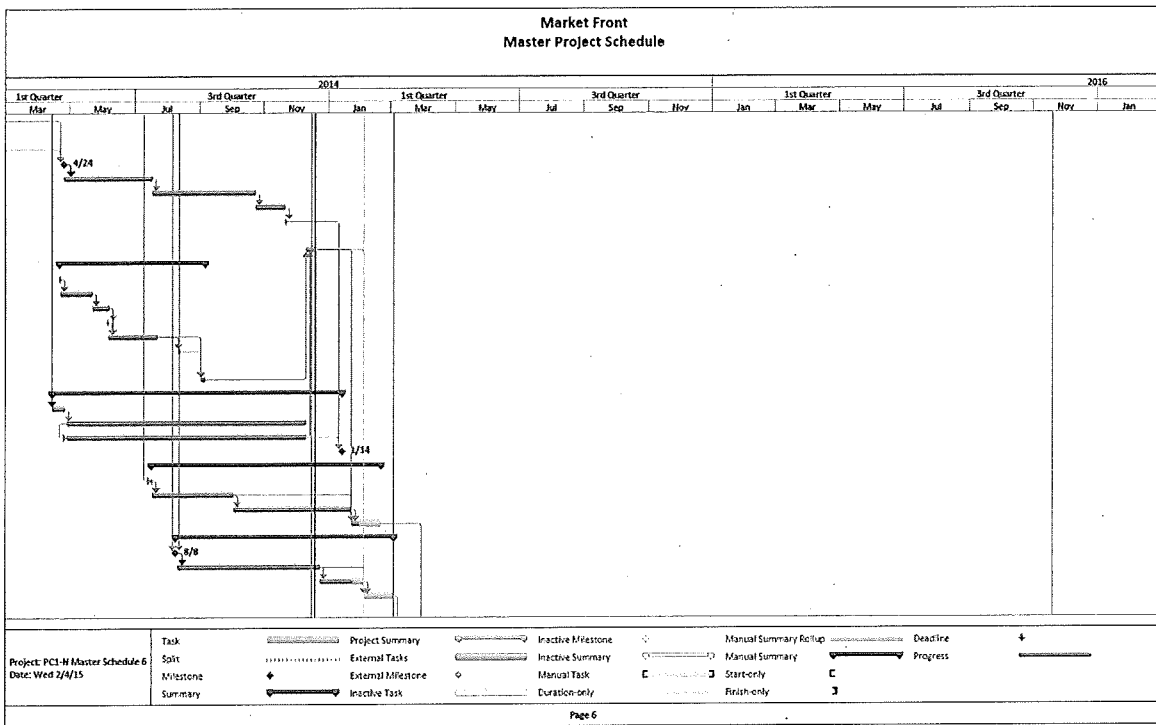 Market Front
Master Project Schedule
2014 2016
1st Quarter 3rd Quarter 1st Quarter 3rd Quarter 1st Quarter 3rd Quarter
Mar May Jul Sep Nov Jan Mar May Jul Sep Nov Jan Mar May Jul Sep Nov Jan
4/24
1/14
8/8
Task Project Summary Inactive Milestone Manual Summary Rollup Deadline
Project: PC1-N Master Schedule 6 Split External Tasks Inactive Summary Manual Summary Progress
Date: Wed 2/4/15 Milestone External Milestone Manual Task Start-only
Summary Inactive Task Duration-only Finish-only
Page 6